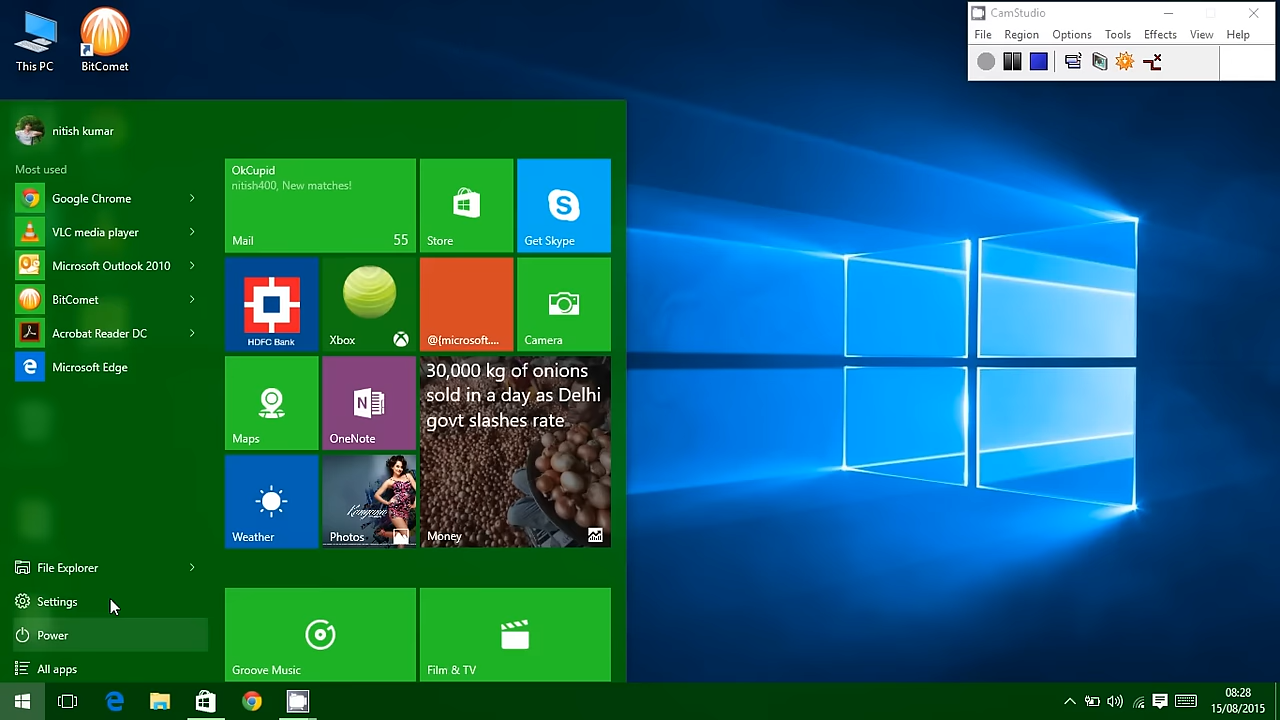 This PC
BitComet
CamStudio
File
Region
Options
Tools
Effects
View
Help
nitish kumar
Most used
Google Chrome
VLC media player
Microsoft Outlook 2010
BitComet
Acrobat Reader DC
Microsoft Edge
File Explorer
Settings
Power
All apps
OkCupid
nitish400, New matches!
Mail
55
Store
Get Skype
HDFC Bank
Xbox
@{microsoft....
Camera
Maps
OneNote
30,000 kg of onions
sold in a day as Delhi
govt slashes rate
Weather
Photos
Money
Groove Music
Film & TV
08:28
15/08/2015